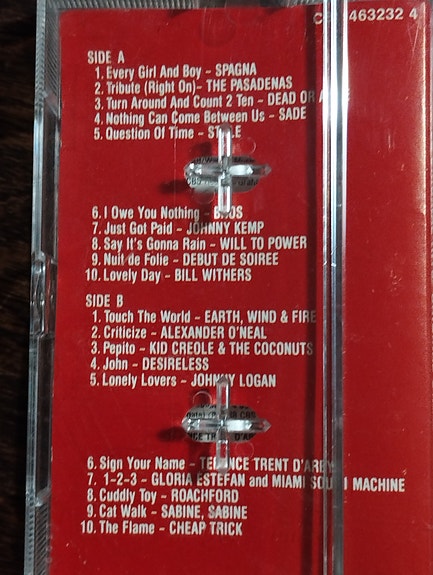 463232 4
SIDE A
1. Every Girl And Boy – SPAGNA
2. Tribute (Right On)– THE PASADENAS
3. Turn Around And Count 2 Ten – DEAD OR A
4. Nothing Can Come Between Us – SADE
5. Question Of Time –
6. I Owe You Nothing –
7. Just Got Paid – JOHNNY KEMP
8. Say It's Gonna Rain – WILL TO POWER
9. Nuit de Folie – DEBUT DE SOIREE
10. Lovely Day – BILL WITHERS
SIDE B
1. Touch The World – EARTH, WIND & FIRE
2. Criticize – ALEXANDER O'NEAL
3. Pepito – KID CREOLE & THE COCONUTS
4. John – DESIRELESS
5. Lonely Lovers – JOHNNY LOGAN
6. Sign Your Name – TERENCE TRENT D'ARBY
7. 1-2-3 – GLORIA ESTEFAN and MIAMI SOUND MACHINE
8. Cuddly Toy – ROACHFORD
9. Cat Walk – SABINE, SABINE
10. The Flame – CHEAP TRICK